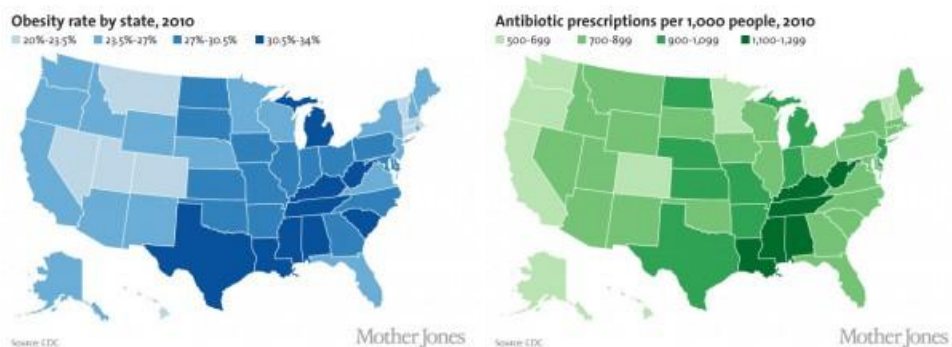 Obesity rate by state, 2010
20%-23.5% 23.5%-27% 27%-30.5% 30.5%-34%
Source: CDC
Mother Jones
Antibiotic prescriptions per 1,000 people, 2010
500-699 700-899 900-1,099 1,100-1,299
Source: CDC
Mother Jones